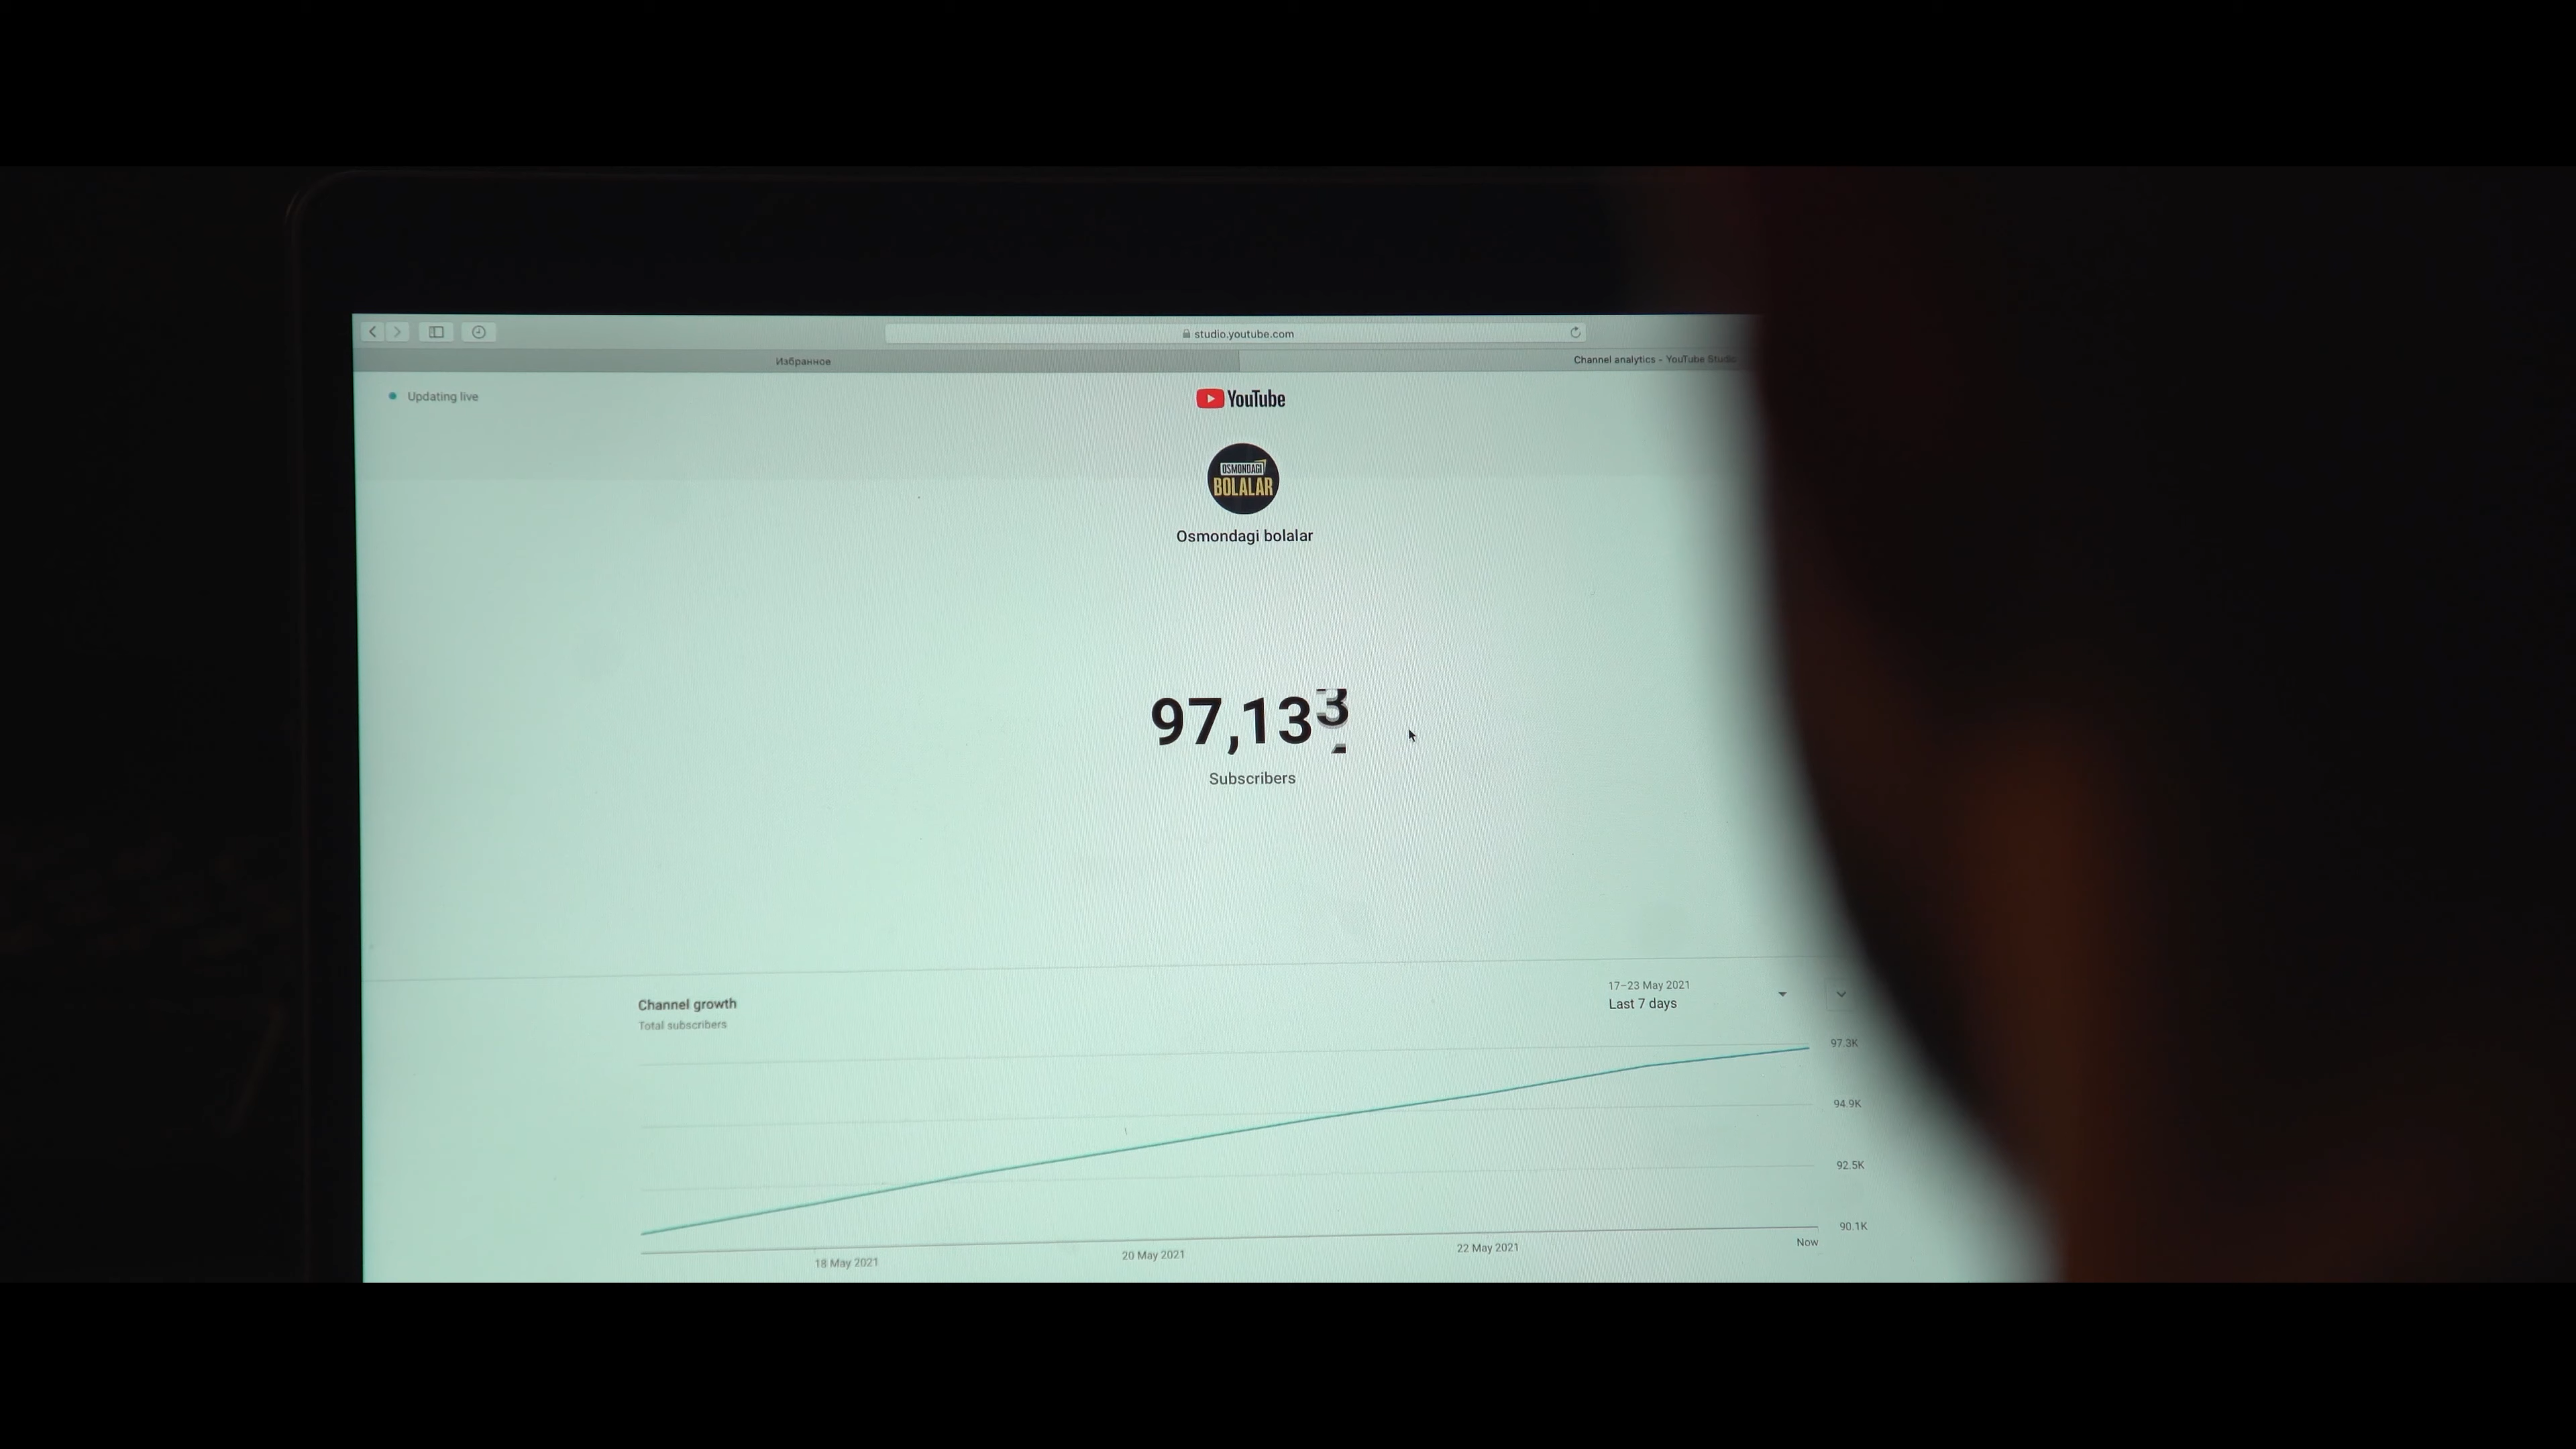 studio.youtube.com
Избранное
Channel analytics - YouTube Studio
Updating live
YouTube
OSMONDAGI
BOLALAR
Osmondagi bolalar
97,133
Subscribers
17–23 May 2021
Channel growth
Last 7 days
Total subscribers
97.3K
94.9K
92.5K
90.1K
18 May 2021
20 May 2021
22 May 2021
Now